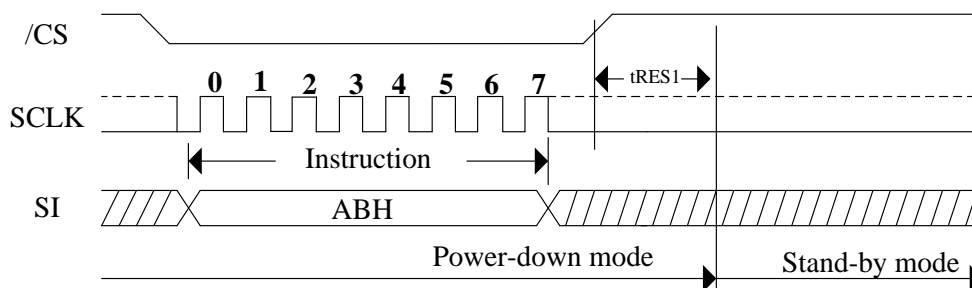 /CS
tRES1
0 1 2 3 4 5 6 7
SCLK
Instruction
SI
ABH
Power-down mode
Stand-by mode